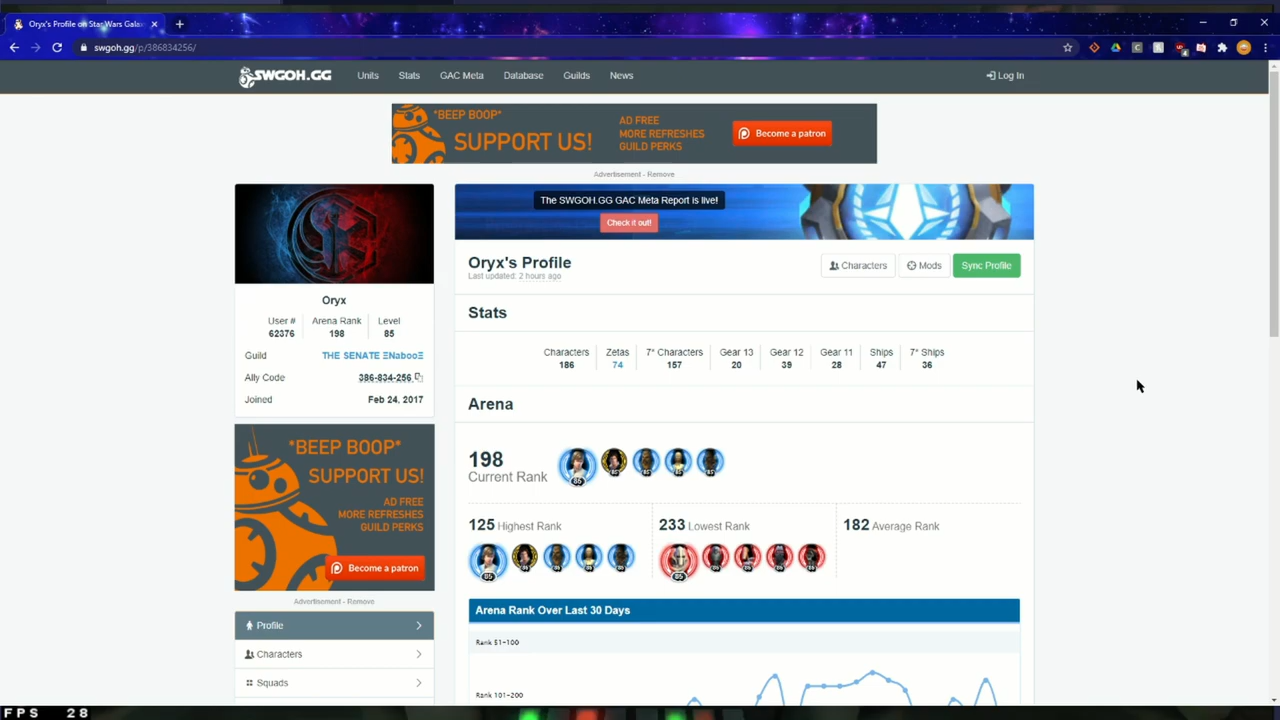 Oryx's Profile on Star Wars Gala
swgoh.gg/p/386834256/
SWGOH.GG
Units
Stats
GAC Meta
Database
Guilds
News
Log In
*BEEP BOOP*
SUPPORT US!
AD FREE
MORE REFRESHES
GUILD PERKS
Become a patron
Advertisement - Remove
The SWGOH.GG GAC Meta Report is live!
Check it out!
Oryx
User # Arena Rank Level
62376 198 85
Guild THE SENATE ΞNabooΞ
Ally Code 386-834-256
Joined Feb 24, 2017
*BEEP BOOP*
SUPPORT US!
AD FREE
MORE REFRESHES
GUILD PERKS
Become a patron
Advertisement - Remove
Profile
Characters
Squads
Oryx's Profile
Last updated: 2 hours ago
Characters
Mods
Sync Profile
Stats
Characters Zetas 7* Characters Gear 13 Gear 12 Gear 11 Ships 7* Ships
186 74 157 20 39 28 47 36
Arena
198
Current Rank
125 Highest Rank
233 Lowest Rank
182 Average Rank
Arena Rank Over Last 30 Days
Rank 51-100
Rank 101-200
FPS 28